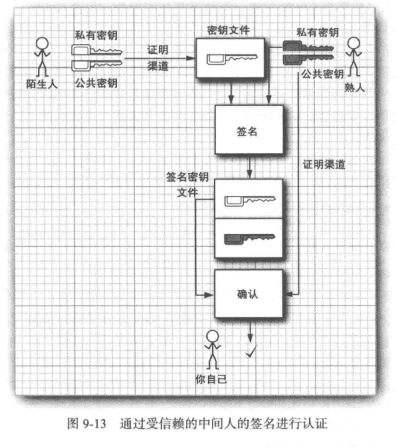 私有密钥
公共密钥
陌生人
证明
渠道
密钥文件
私有密钥
公共密钥
熟人
签名
证明渠道
签名密钥
文件
确认
你自己
图 9-13 通过受信赖的中间人的签名进行认证